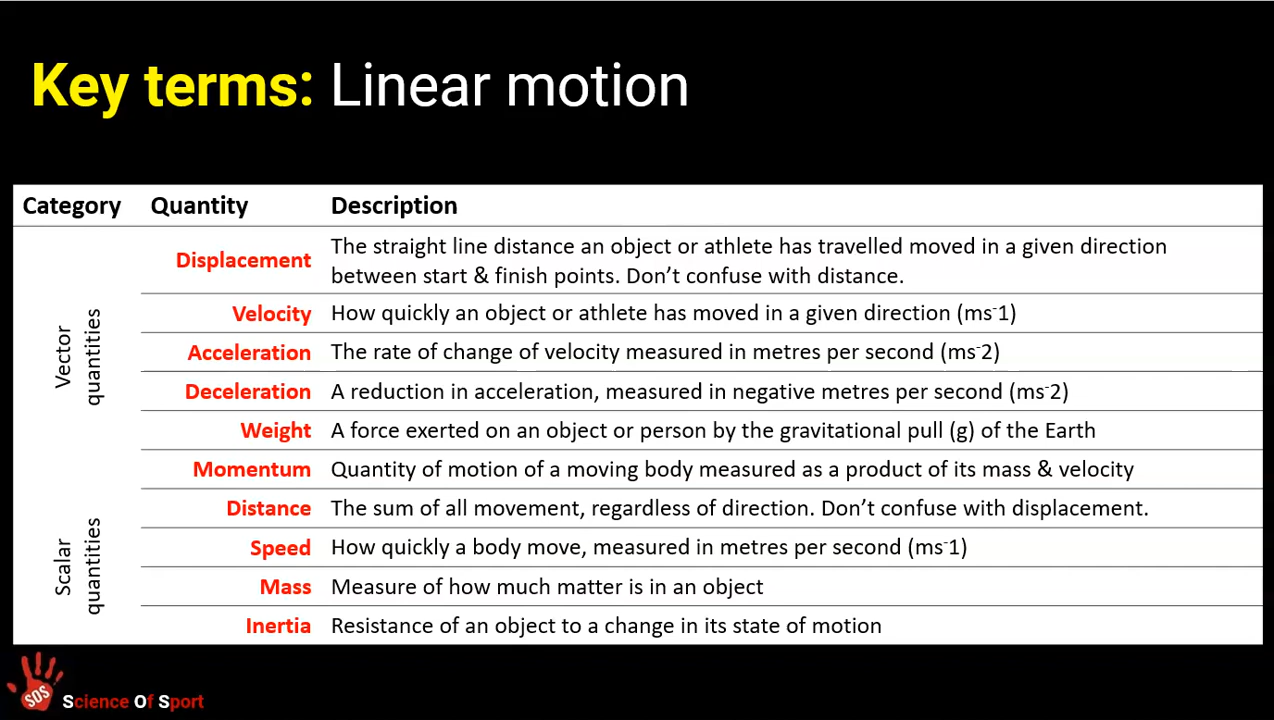 Key terms: Linear motion
Category Quantity Description
Vector quantities
Displacement The straight line distance an object or athlete has travelled moved in a given direction
between start & finish points. Don't confuse with distance.
Velocity How quickly an object or athlete has moved in a given direction (ms⁻1)
Acceleration The rate of change of velocity measured in metres per second (ms⁻2)
Deceleration A reduction in acceleration, measured in negative metres per second (ms⁻2)
Weight A force exerted on an object or person by the gravitational pull (g) of the Earth
Momentum Quantity of motion of a moving body measured as a product of its mass & velocity
Scalar quantities
Distance The sum of all movement, regardless of direction. Don't confuse with displacement.
Speed How quickly a body move, measured in metres per second (ms⁻1)
Mass Measure of how much matter is in an object
Inertia Resistance of an object to a change in its state of motion
SOS Science Of Sport